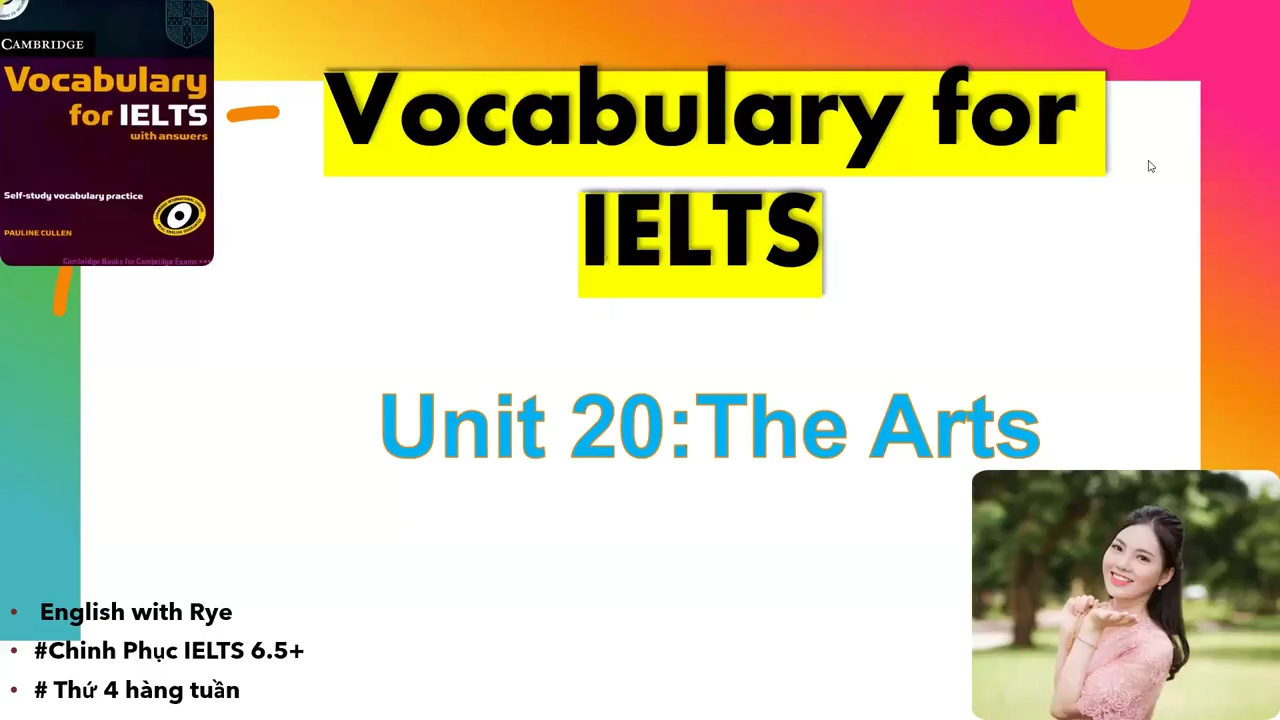 CAMBRIDGE
Vocabulary
for IELTS
with answers
Self-study vocabulary practice
PAULINE CULLEN
Cambridge Books for Cambridge Exams
Vocabulary for
IELTS
Unit 20:The Arts
English with Rye
#Chinh Phục IELTS 6.5+
# Thứ 4 hàng tuần